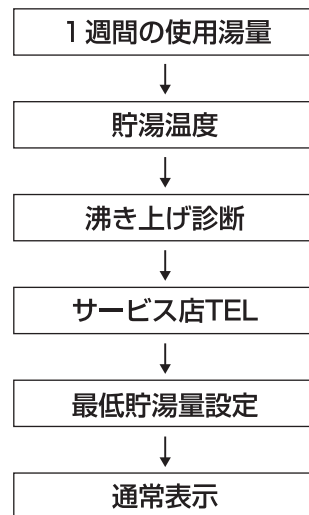 1週間の使用湯量
貯湯温度
沸き上げ診断
サービス店TEL
最低貯湯量設定
通常表示